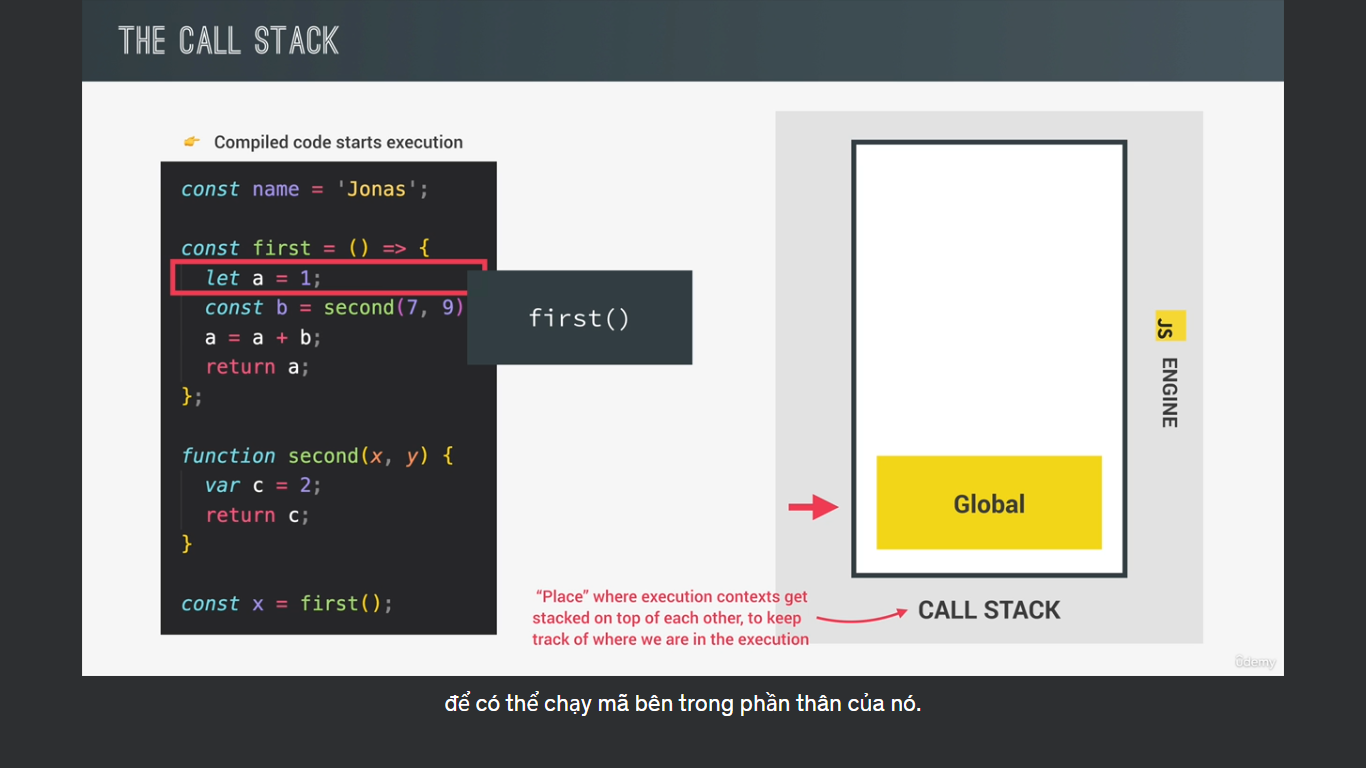 THE CALL STACK
👉 Compiled code starts execution
const name = 'Jonas';
const first = () => {
let a = 1;
const b = second(7, 9)
a = a + b;
return a;
};
function second(x, y) {
var c = 2;
return c;
}
const x = first();
first()
Global
JS ENGINE
"Place" where execution contexts get
stacked on top of each other, to keep
track of where we are in the execution
CALL STACK
Udemy
để có thể chạy mã bên trong phần thân của nó.